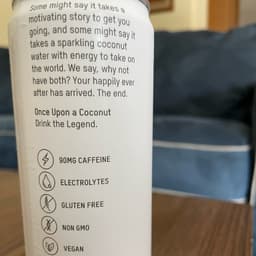 Some might say it takes a
motivating story to get you
going, and some might say it
takes a sparkling coconut
water with energy to take on
the world. We say, why not
have both? Your happily ever
after has arrived. The end.
Once Upon a Coconut
Drink the Legend.
90MG CAFFEINE
ELECTROLYTES
GLUTEN FREE
NON GMO
VEGAN